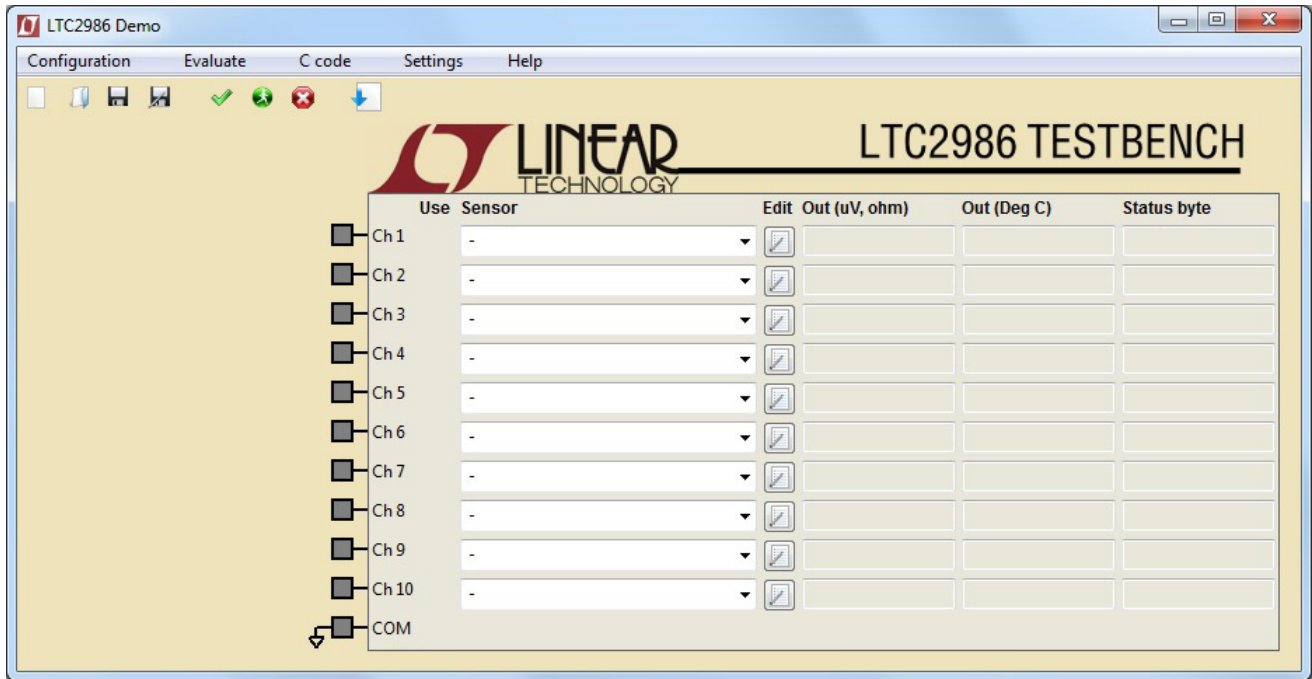 LTC2986 Demo
Configuration Evaluate C code Settings Help
LINEAR
TECHNOLOGY
LTC2986 TESTBENCH
Use Sensor Edit Out (uV, ohm) Out (Deg C) Status byte
Ch 1 -
Ch 2 -
Ch 3 -
Ch 4 -
Ch 5 -
Ch 6 -
Ch 7 -
Ch 8 -
Ch 9 -
Ch 10 -
COM